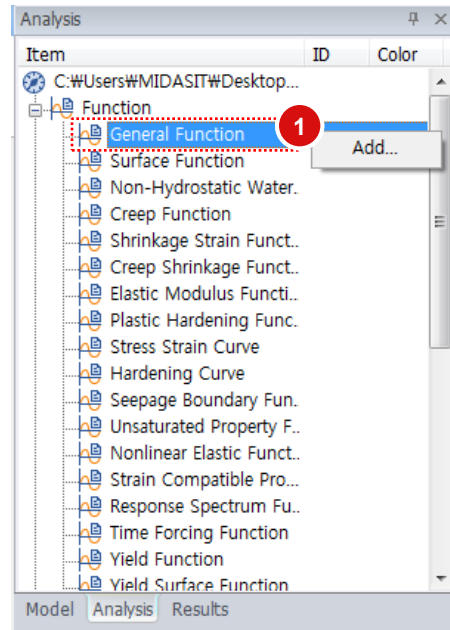 Analysis
Item ID Color
C:₩Users₩MIDASIT₩Desktop...
Function
General Function
1
Add...
Surface Function
Non-Hydrostatic Water.
Creep Function
Shrinkage Strain Funct..
Creep Shrinkage Funct..
Elastic Modulus Functi..
Plastic Hardening Func.
Stress Strain Curve
Hardening Curve
Seepage Boundary Fun.
Unsaturated Property F..
Nonlinear Elastic Funct..
Strain Compatible Pro...
Response Spectrum Fu..
Time Forcing Function
Yield Function
Yield Surface Function
Model Analysis Results